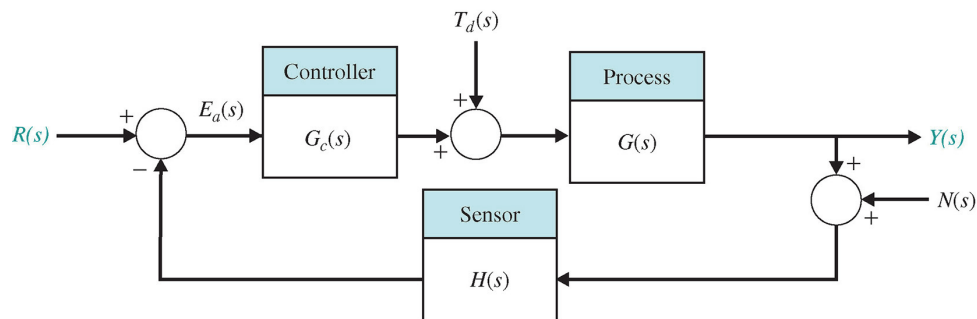 T_d(s)
Controller
Process
R(s)
+
−
E_a(s)
G_c(s)
+
+
G(s)
Y(s)
+
+
N(s)
Sensor
H(s)